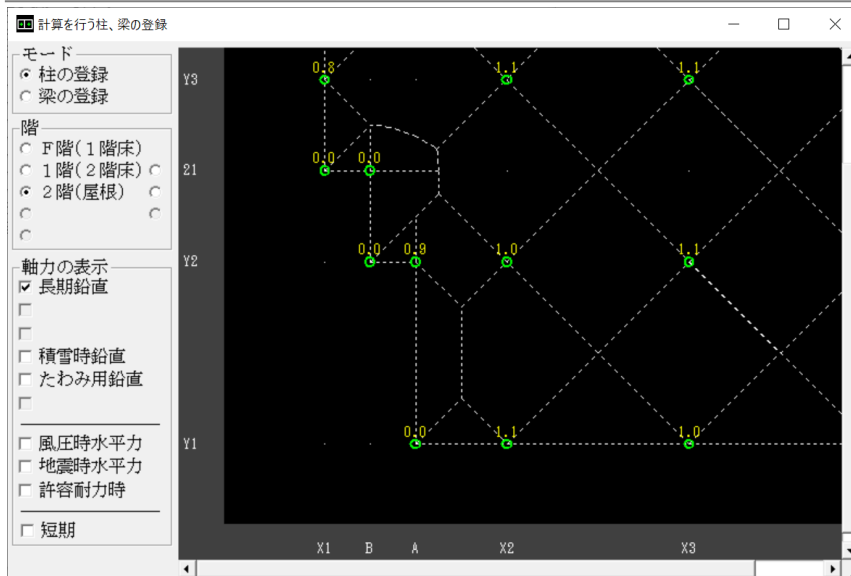 計算を行う柱、梁の登録
モード
柱の登録
梁の登録
階
F階(1階床)
1階(2階床)
2階(屋根)
軸力の表示
長期鉛直
積雪時鉛直
たわみ用鉛直
風圧時水平力
地震時水平力
許容耐力時
短期
Y3
0.8
1.1
1.1
21
0.0
0.0
Y2
0.0
0.9
1.0
1.1
Y1
0.0
1.1
1.0
X1
B
A
X2
X3